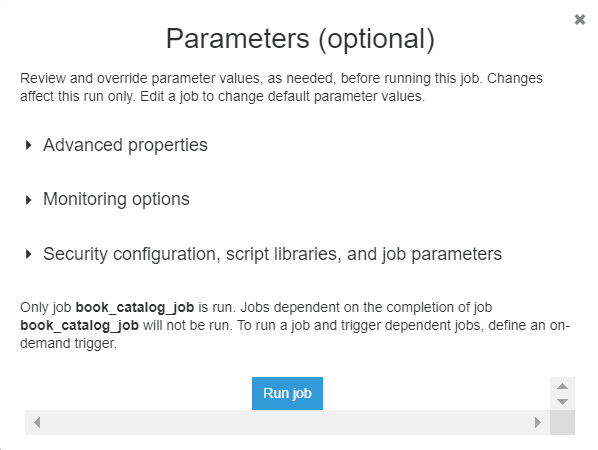 Parameters (optional)
Review and override parameter values, as needed, before running this job. Changes
affect this run only. Edit a job to change default parameter values.
Advanced properties
Monitoring options
Security configuration, script libraries, and job parameters
Only job book_catalog_job is run. Jobs dependent on the completion of job
book_catalog_job will not be run. To run a job and trigger dependent jobs, define an on-
demand trigger.
Run job